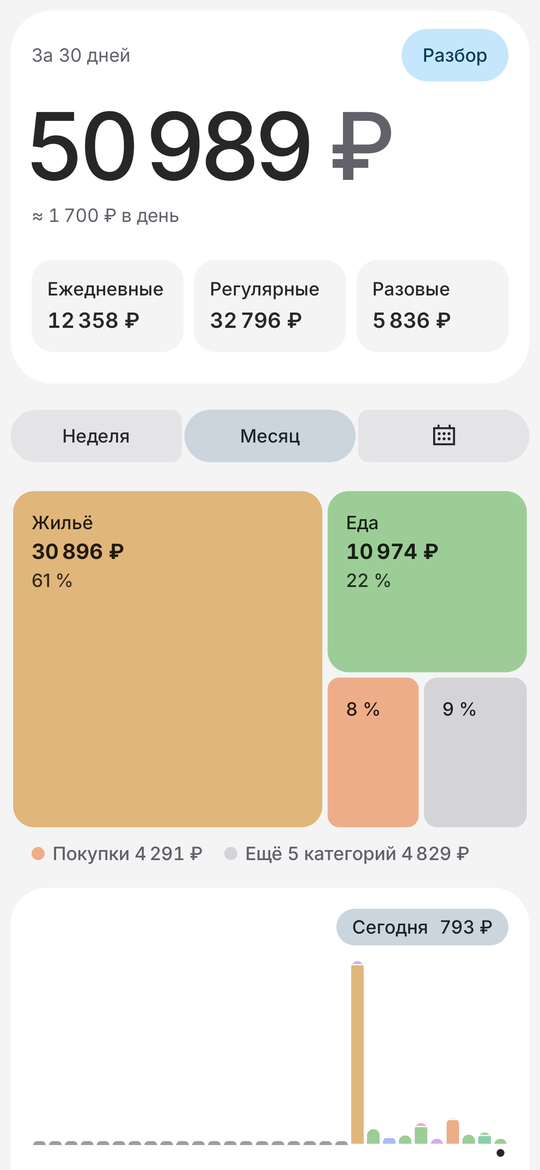 За 30 дней
Разбор
50 989 ₽
≈ 1 700 ₽ в день
Ежедневные
12 358 ₽
Регулярные
32 796 ₽
Разовые
5 836 ₽
Неделя
Месяц
Жильё
30 896 ₽
61 %
Еда
10 974 ₽
22 %
8 %
9 %
Покупки 4 291 ₽
Ещё 5 категорий 4 829 ₽
Сегодня 793 ₽